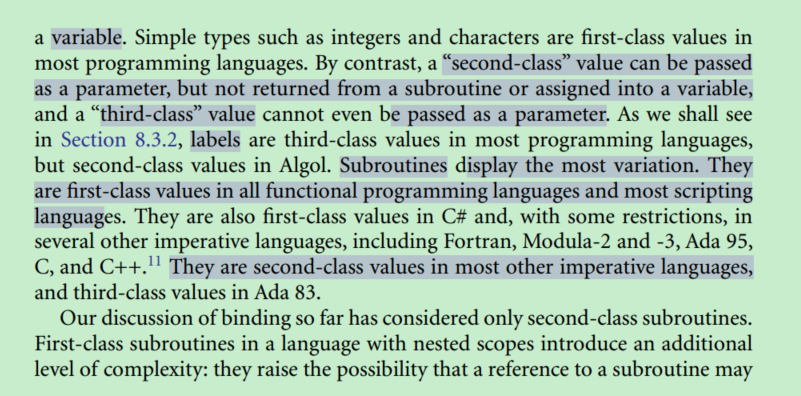 a variable. Simple types such as integers and characters are first-class values in
most programming languages. By contrast, a “second-class” value can be passed
as a parameter, but not returned from a subroutine or assigned into a variable,
and a “third-class” value cannot even be passed as a parameter. As we shall see
in Section 8.3.2, labels are third-class values in most programming languages,
but second-class values in Algol. Subroutines display the most variation. They
are first-class values in all functional programming languages and most scripting
languages. They are also first-class values in C# and, with some restrictions, in
several other imperative languages, including Fortran, Modula-2 and -3, Ada 95,
C, and C++.11 They are second-class values in most other imperative languages,
and third-class values in Ada 83.
Our discussion of binding so far has considered only second-class subroutines.
First-class subroutines in a language with nested scopes introduce an additional
level of complexity: they raise the possibility that a reference to a subroutine may